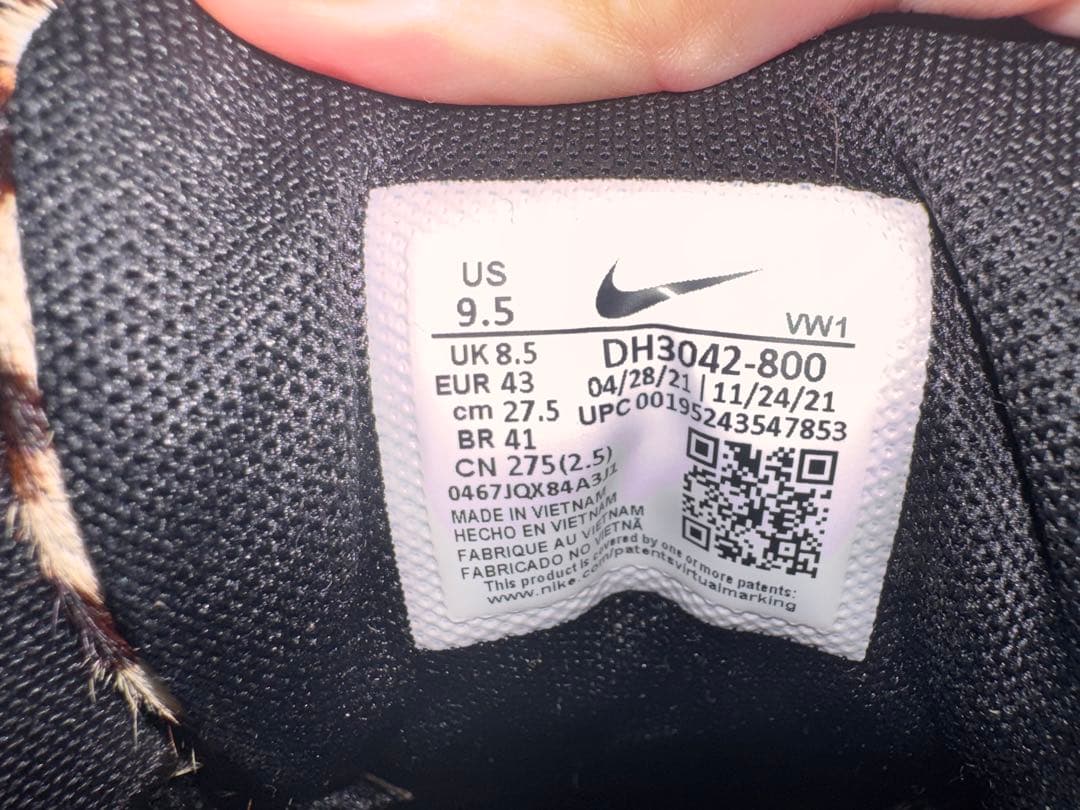 US
9.5
VW1
UK 8.5
EUR 43
cm 27.5
BR 41
CN 275(2.5)
0467JQX84A3J1
MADE IN VIETNAM
HECHO EN VIETNAM
FABRIQUE AU VIETNAM
FABRICADO NO VIETNÃ
This product is covered by one or more patents:
www.nike.com/patentsvirtualmarking
DH3042-800
04/28/21 | 11/24/21
UPC 00195243547853